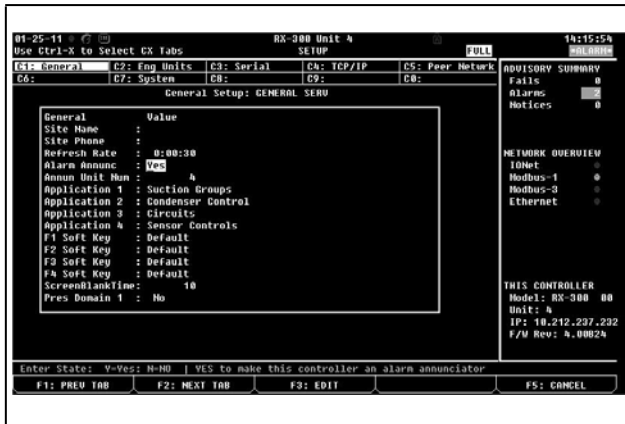 01-25-11 RX-300 Unit 4 14:15:54
Use Ctrl-X to Select CX Tabs SETUP FULL *ALARM*
C1: General C2: Eng Units C3: Serial C4: TCP/IP C5: Peer Netwrk
C6: C7: System C8: C9: C0:
General Setup: GENERAL SERV
General Value
Site Name :
Site Phone :
Refresh Rate : 0:00:30
Alarm Annunc : Yes
Annun Unit Num : 4
Application 1 : Suction Groups
Application 2 : Condenser Control
Application 3 : Circuits
Application 4 : Sensor Controls
F1 Soft Key : Default
F2 Soft Key : Default
F3 Soft Key : Default
F4 Soft Key : Default
ScreenBlankTime: 10
Pres Domain 1 : No
ADVISORY SUMMARY
Fails 0
Alarms 2
Notices 0
NETWORK OVERVIEW
IONet
Modbus-1
Modbus-3
Ethernet
THIS CONTROLLER
Model: RX-300 00
Unit: 4
IP: 10.212.237.232
F/W Rev: 4.00B24
Enter State: Y=Yes: N=NO | YES to make this controller an alarm annunciator
F1: PREV TAB F2: NEXT TAB F3: EDIT F5: CANCEL